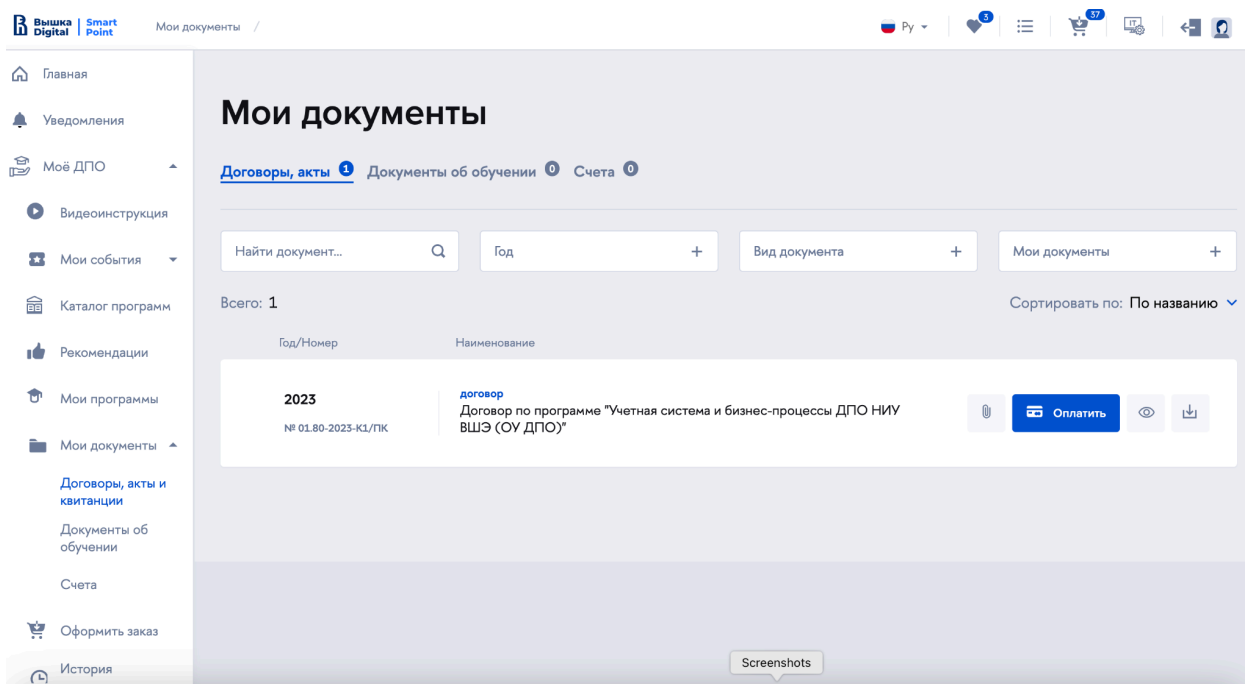 Вышка Digital
Smart Point
Мои документы /
Ру
3
37
IT
Главная
Уведомления
Моё ДПО
Видеоинструкция
Мои события
Каталог программ
Рекомендации
Мои программы
Мои документы
Договоры, акты и
квитанции
Документы об
обучении
Счета
Оформить заказ
История
Мои документы
Договоры, акты 1 Документы об обучении 0 Счета 0
Найти документ...
Год +
Вид документа +
Мои документы +
Всего: 1
Сортировать по: По названию
Год/Номер
Наименование
2023
№ 01.80-2023-К1/ПК
договор
Договор по программе "Учетная система и бизнес-процессы ДПО НИУ
ВШЭ (ОУ ДПО)"
Оплатить
Screenshots